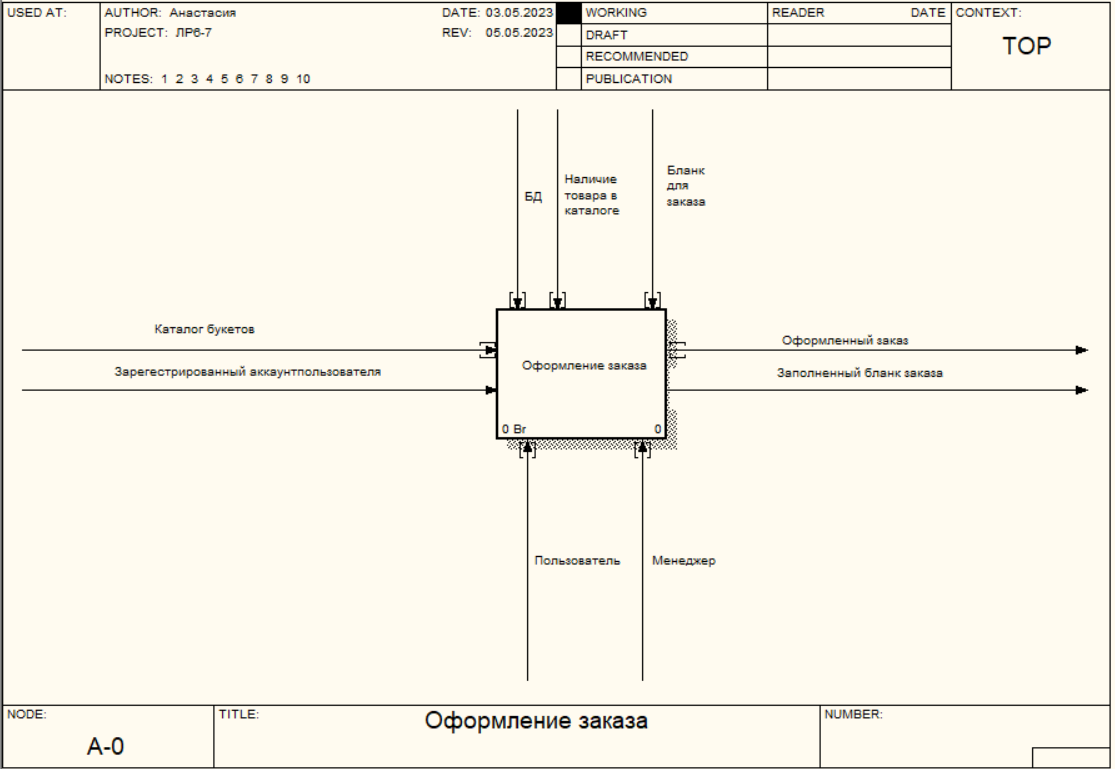 USED AT:
AUTHOR: Анастасия
DATE: 03.05.2023
WORKING
READER
DATE
CONTEXT:
PROJECT: ЛР6-7
REV: 05.05.2023
DRAFT
TOP
RECOMMENDED
NOTES: 1 2 3 4 5 6 7 8 9 10
PUBLICATION
БД
Наличие
товара в
каталоге
Бланк
для
заказа
Каталог букетов
Зарегестрированный аккаунтпользователя
Оформление заказа
0 Вr
0
Оформленный заказ
Заполненный бланк заказа
Пользователь
Менеджер
NODE:
A-0
TITLE:
Оформление заказа
NUMBER: